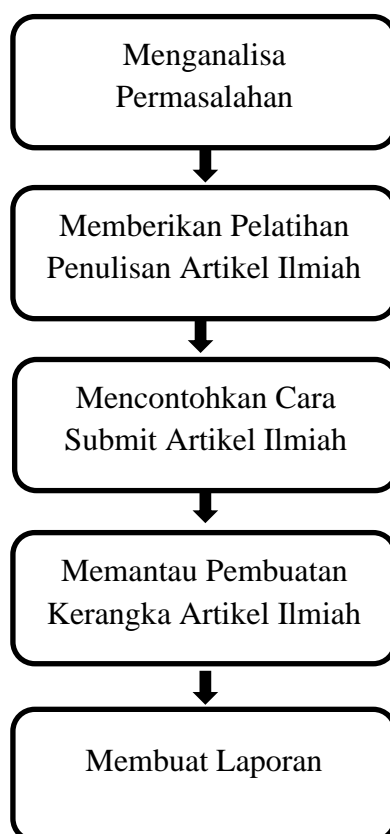 Menganalisa
Permasalahan
Memberikan Pelatihan
Penulisan Artikel Ilmiah
Mencontohkan Cara
Submit Artikel Ilmiah
Memantau Pembuatan
Kerangka Artikel Ilmiah
Membuat Laporan